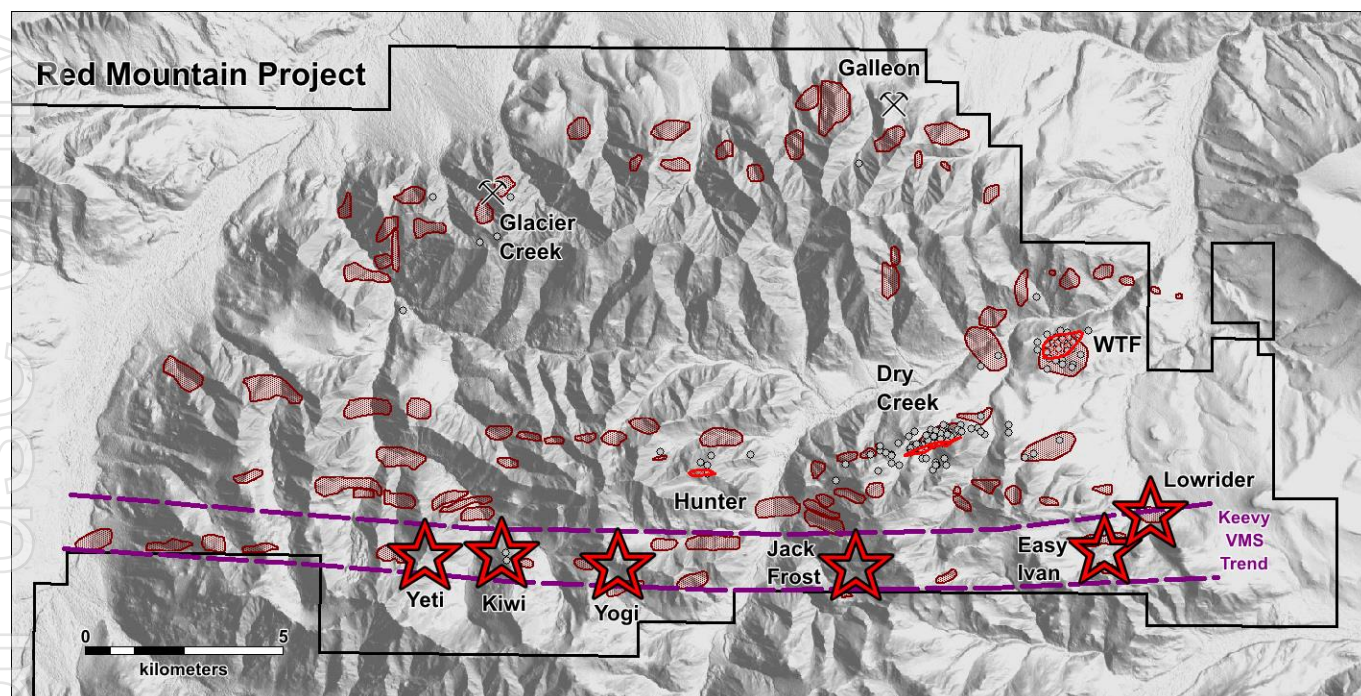 Red Mountain Project
Galleon
Glacier
Creek
WTF
Dry
Creek
Hunter
Lowrider
Keevy
VMS
Trend
Easy
Ivan
Jack
Frost
Yeti
Kiwi
Yogi
0
5
kilometers